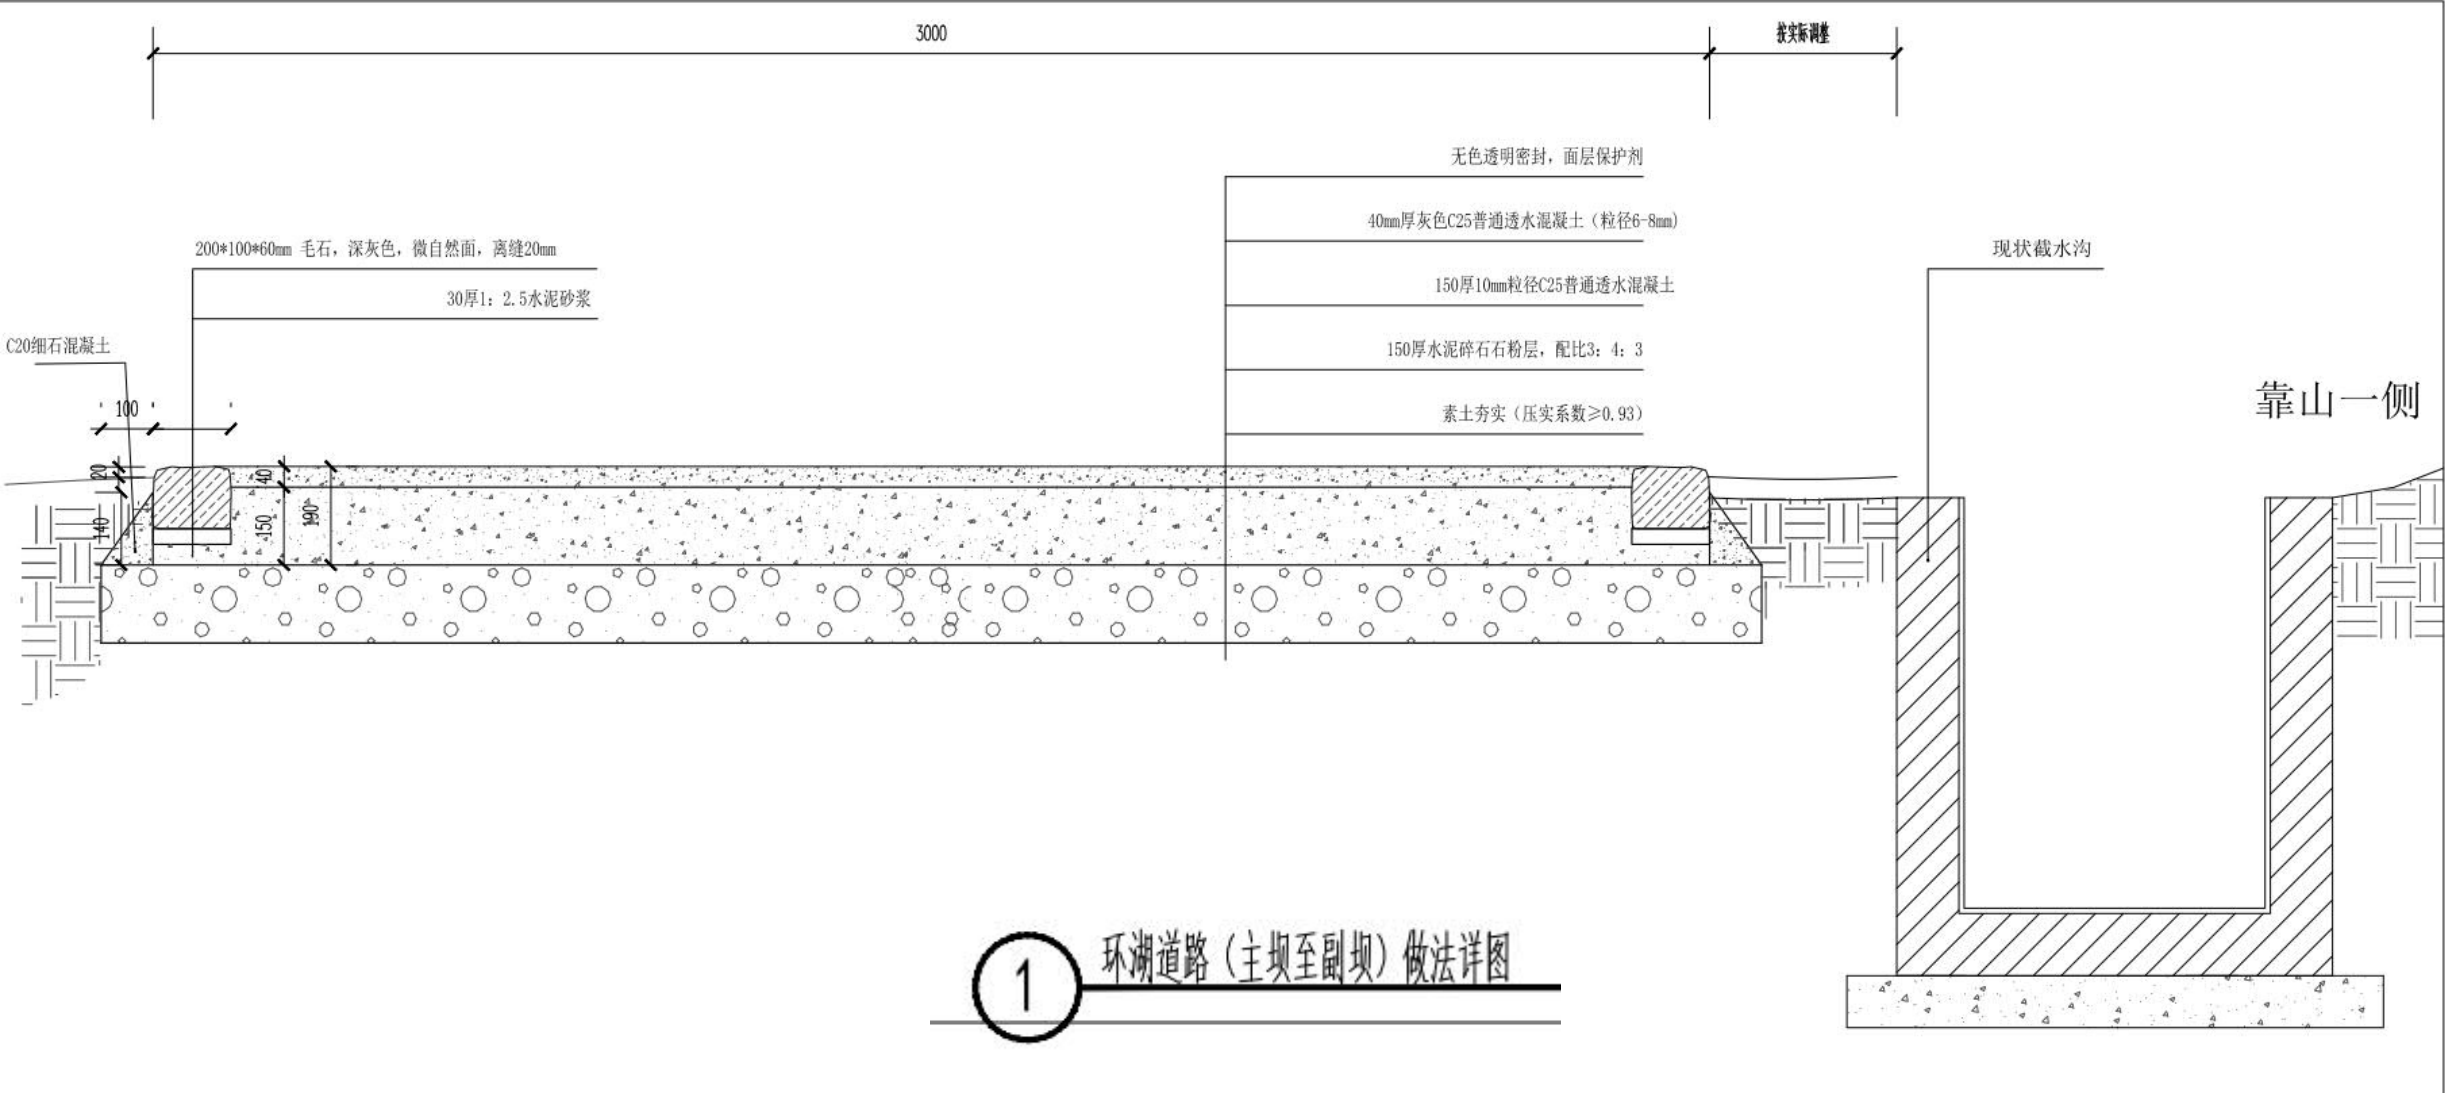 3000
按实际调整
无色透明密封，面层保护剂
40mm厚灰色C25普通透水混凝土（粒径6-8mm）
200*100*60mm 毛石，深灰色，微自然面，离缝20mm
现状截水沟
150厚10mm粒径C25普通透水混凝土
30厚1：2.5水泥砂浆
C20细石混凝土
150厚水泥碎石石粉层，配比3：4：3
靠山一侧
100
素土夯实（压实系数≥0.93）
20
40
140
150
190
1
环湖道路（主坝至副坝）做法详图